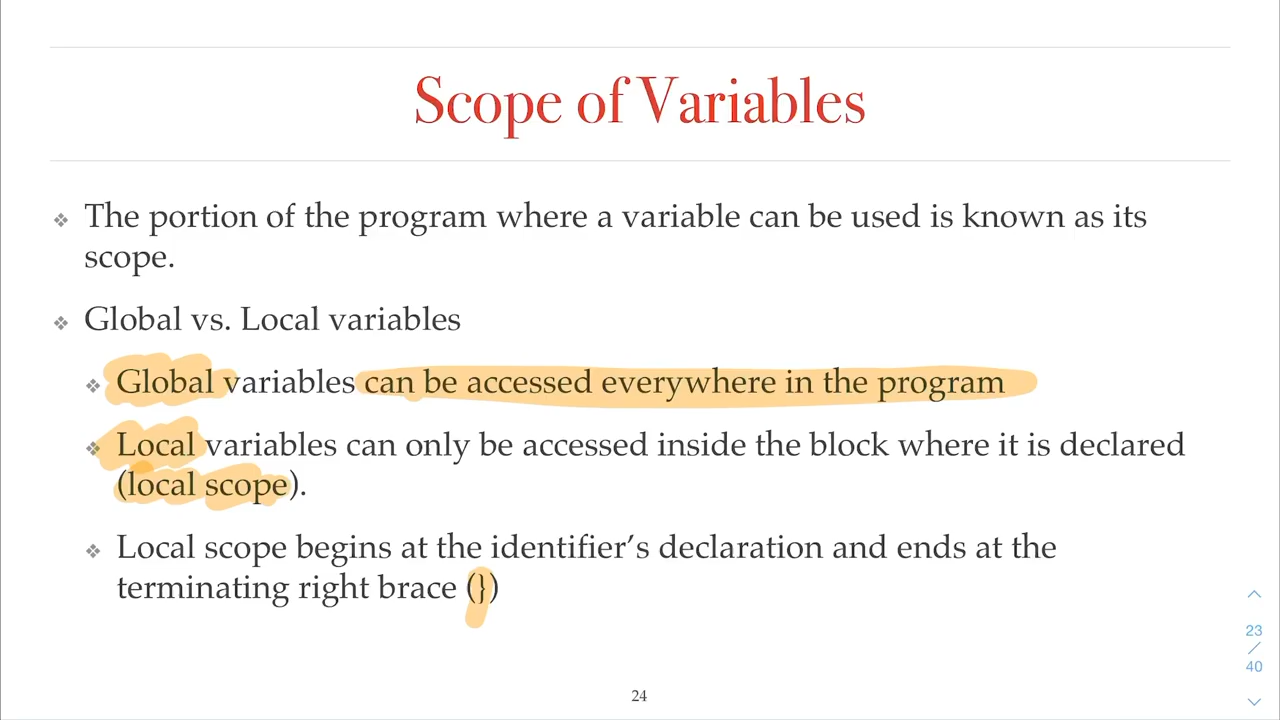 Scope of Variables
The portion of the program where a variable can be used is known as its
scope.
Global vs. Local variables
Global variables can be accessed everywhere in the program
Local variables can only be accessed inside the block where it is declared
(local scope).
Local scope begins at the identifier’s declaration and ends at the
terminating right brace (})
23
/
40
24